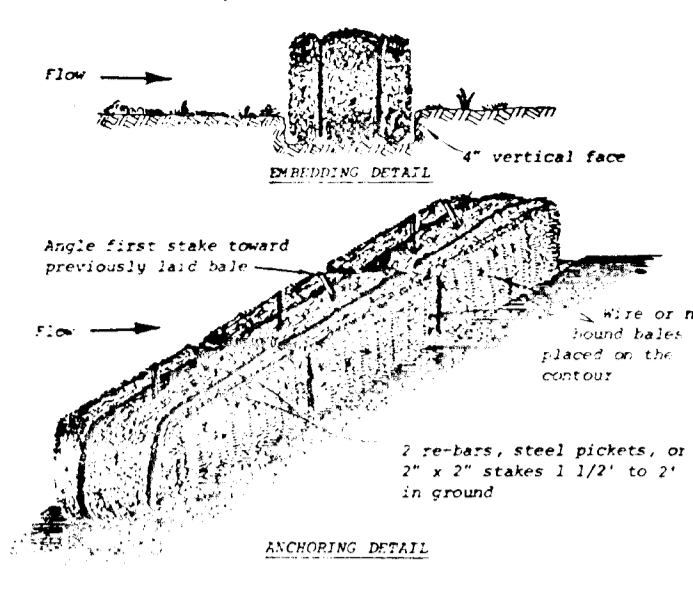 Flow
4" vertical face
EMBEDDING DETAIL
Angle first stake toward
previously laid bale
Flow
Wire or
bound bales
placed on the
contour
2 re-bars, steel pickets, or
2" x 2" stakes 1 1/2' to 2'
in ground
ANCHORING DETAIL